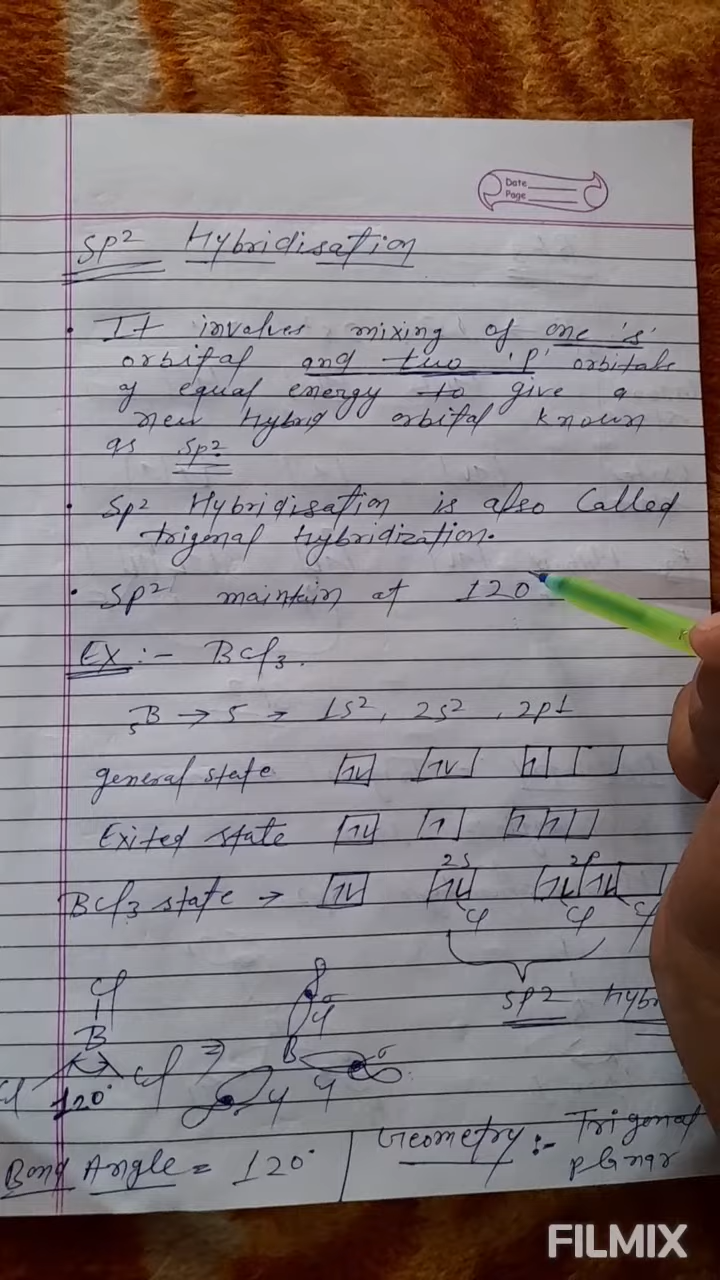 Date
Page
Sp² Hybridisation
• It involves mixing of one 's'
orbital and two 'P' orbitals
of equal energy to give a
new Hybrid orbital known
as Sp²
• Sp² Hybridisation is also Called
trigonal Hybridization.
• Sp² maintain at 120
Ex :- BCl₃.
₅B → 5 → 1s², 2s², 2p1
general state
Exited state
2s 2p
BCl₃ state →
Cl Cl Cl
SP² Hyb
Cl
B
Cl 120° Cl
B
Bond Angle = 120°
Geometry :- Trigonal
planar
FILMIX